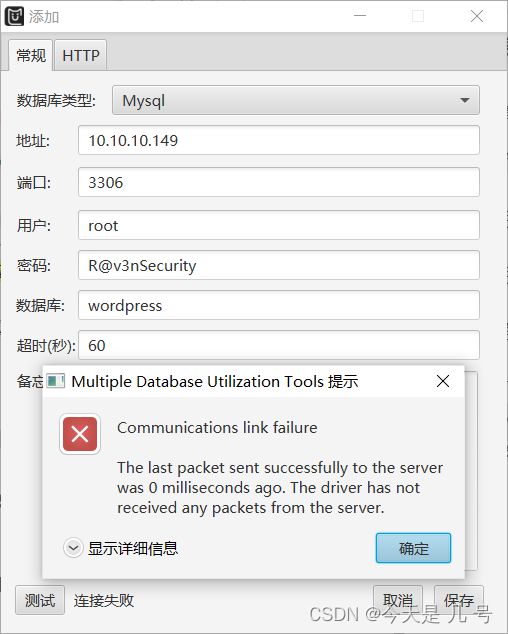 添加
常规 HTTP
数据库类型: Mysql
地址: 10.10.10.149
端口: 3306
用户: root
密码: R@v3nSecurity
数据库: wordpress
超时(秒): 60
备忘
Multiple Database Utilization Tools 提示
Communications link failure
The last packet sent successfully to the server
was 0 milliseconds ago. The driver has not
received any packets from the server.
显示详细信息 确定
测试 连接失败 取消 保存
CSDN @今天是 几 号